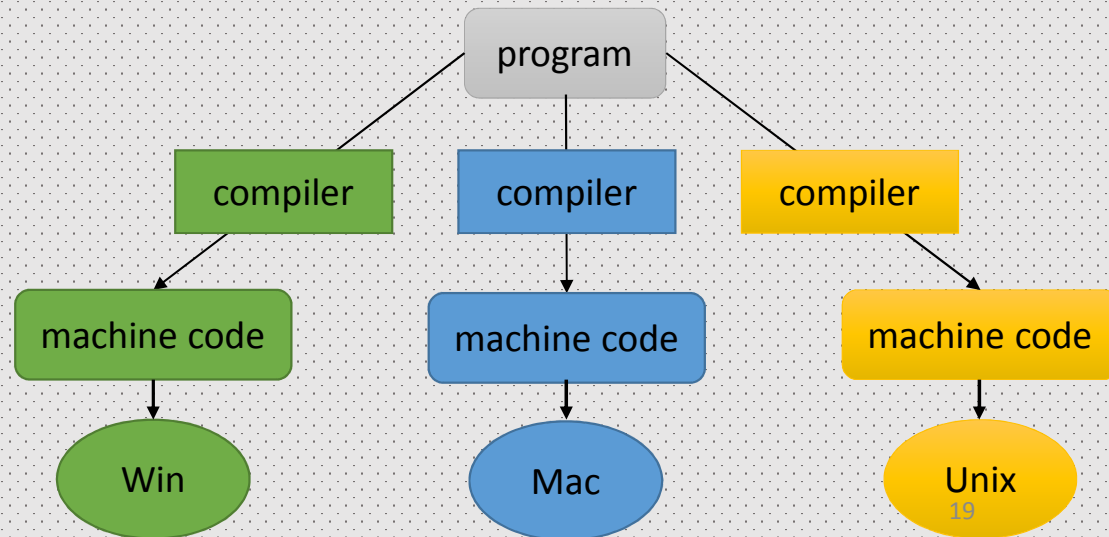 program
compiler
compiler
compiler
machine code
machine code
machine code
Win
Mac
Unix
19